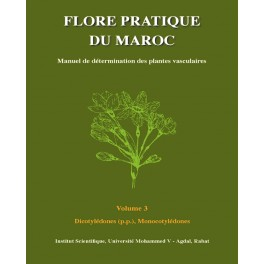 FLORE PRATIQUE
DU MAROC
Manuel de détermination des plantes vasculaires
Volume 3
Dicotylédones (p.p.), Monocotylédones
Institut Scientifique, Université Mohammed V - Agdal, Rabat